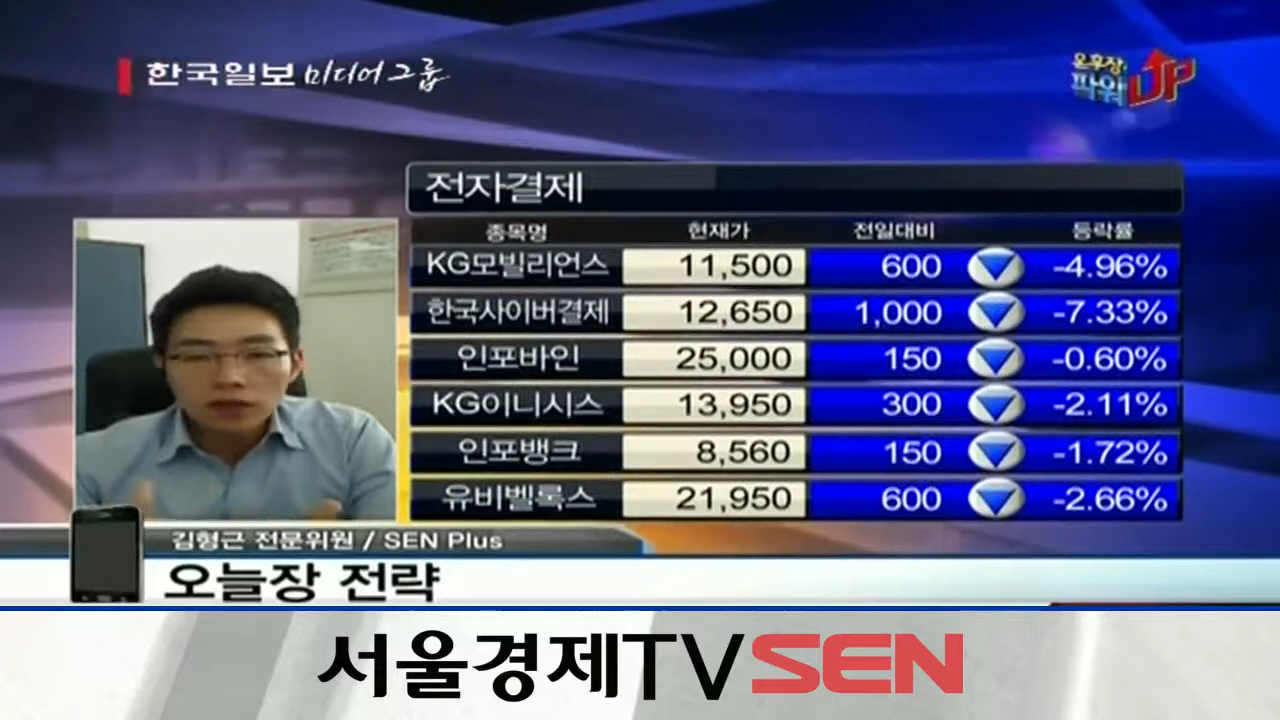 한국일보 미디어그룹
오후장 파워 UP
전자결제
종목명 현재가 전일대비 등락률
KG모빌리언스 11,500 600 ▼ -4.96%
한국사이버결제 12,650 1,000 ▼ -7.33%
인포바인 25,000 150 ▼ -0.60%
KG이니시스 13,950 300 ▼ -2.11%
인포뱅크 8,560 150 ▼ -1.72%
유비벨록스 21,950 600 ▼ -2.66%
김형근 전문위원 / SEN Plus
오늘장 전략
서울경제TV SEN